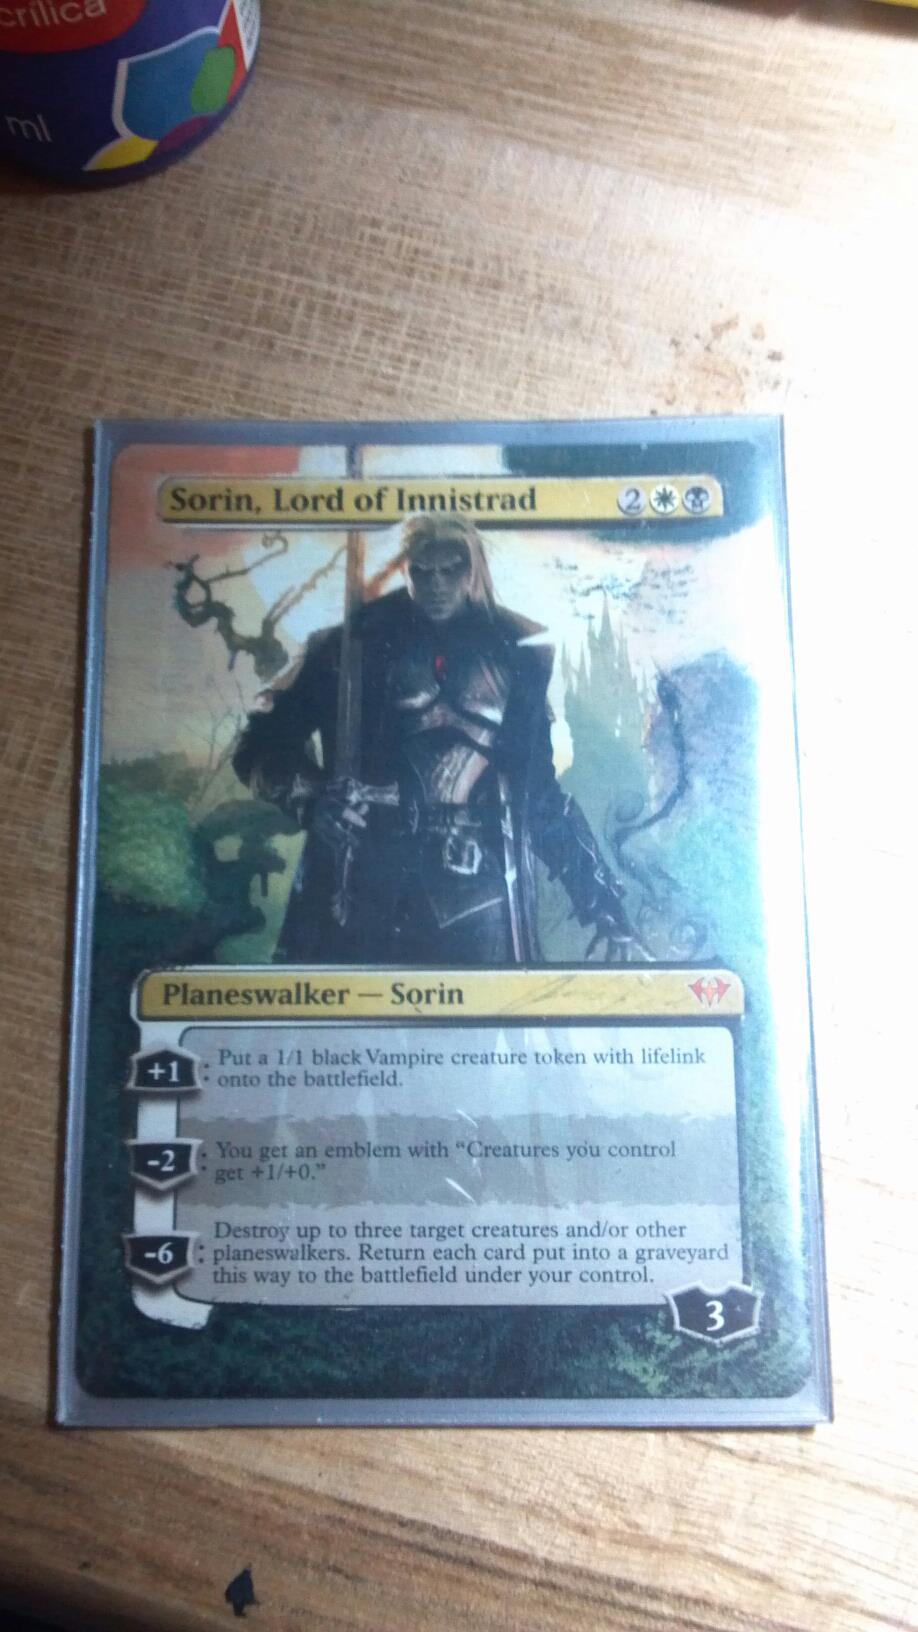 crílica
ml
Sorin, Lord of Innistrad 2
Planeswalker — Sorin
+1 : Put a 1/1 black Vampire creature token with lifelink
onto the battlefield.
-2 : You get an emblem with “Creatures you control
get +1/+0.”
Destroy up to three target creatures and/or other
-6 : planeswalkers. Return each card put into a graveyard
this way to the battlefield under your control.
3